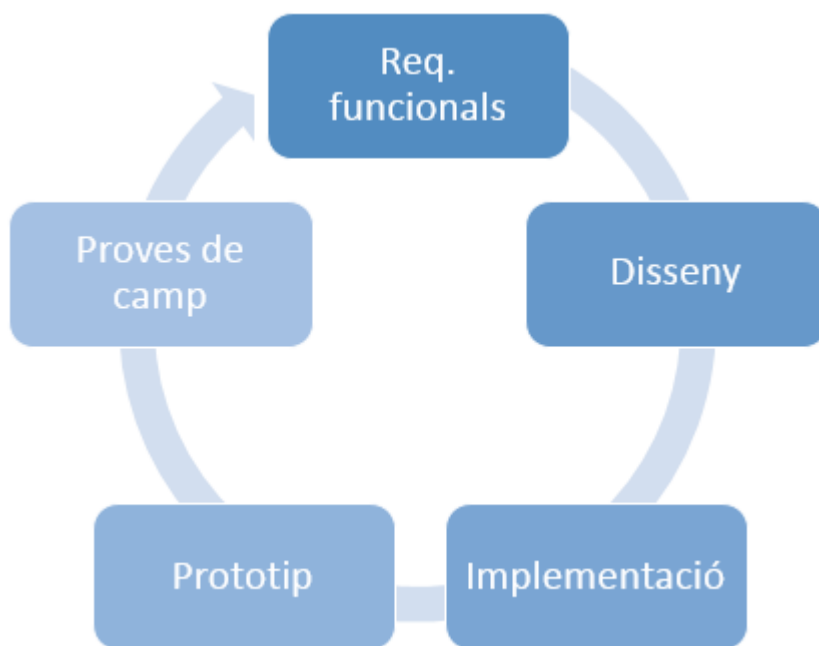 Req.
funcionals
Disseny
Implementació
Prototip
Proves de
camp